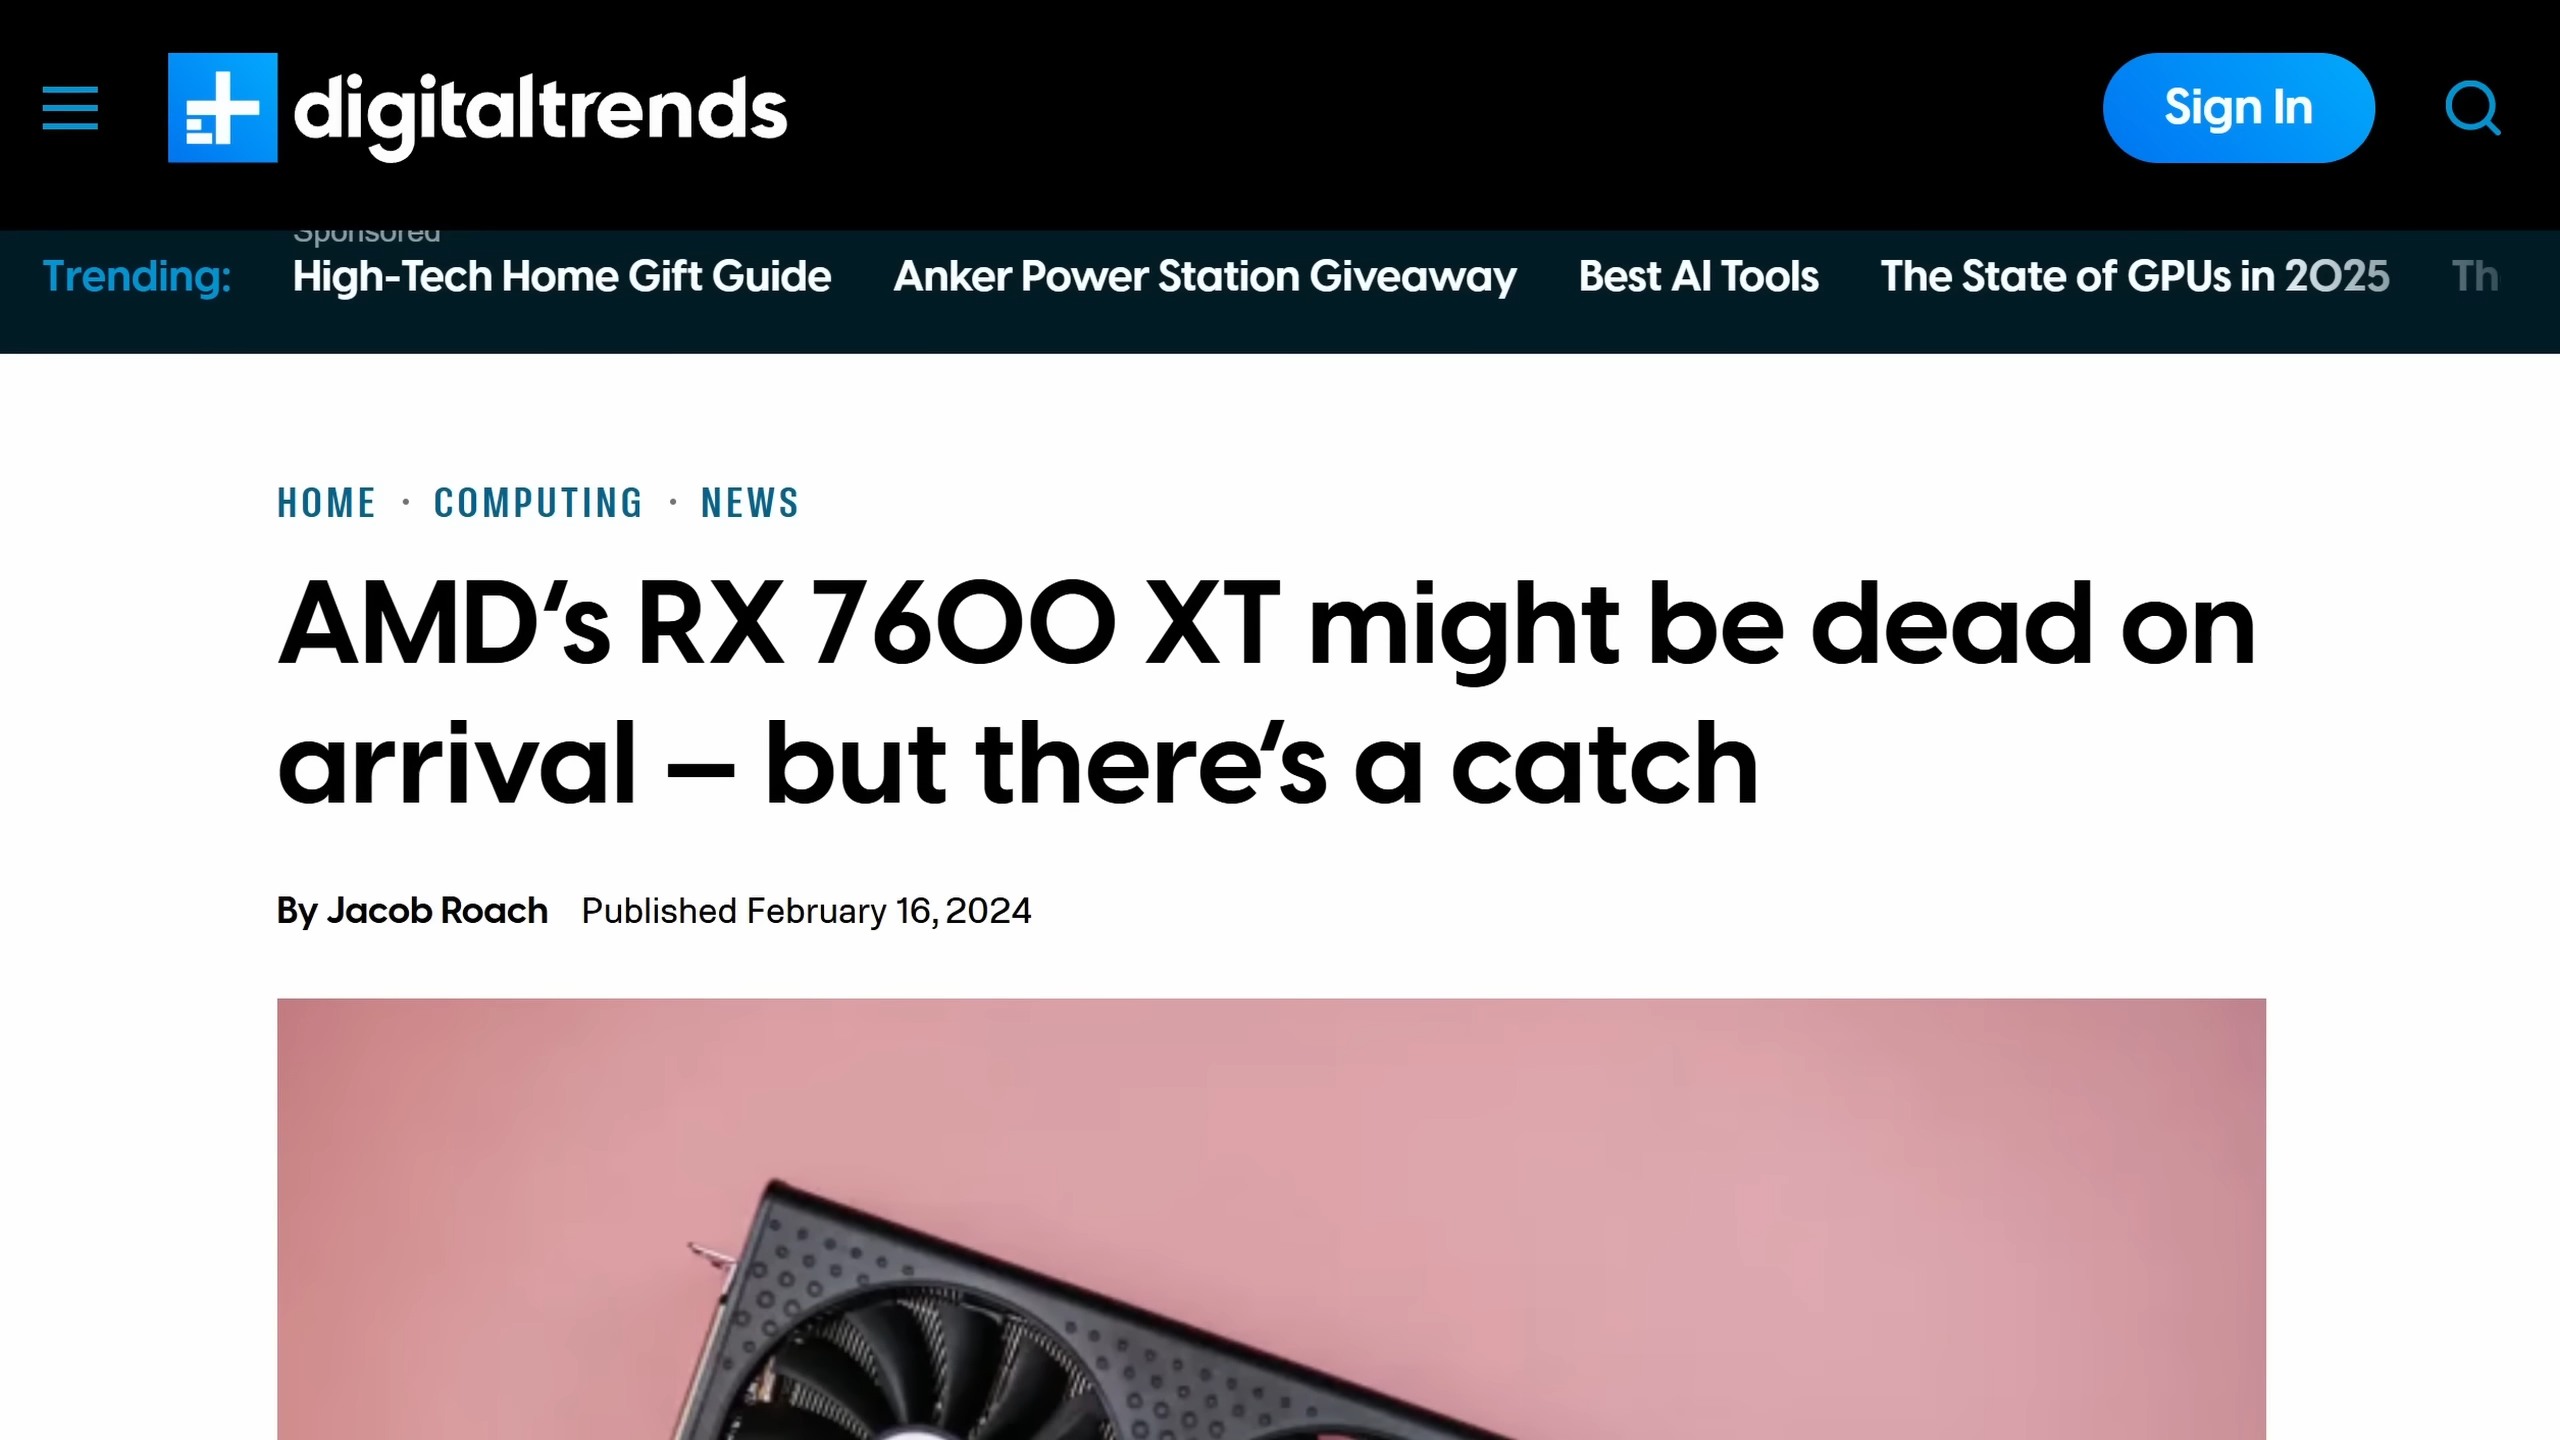 digitaltrends
Sign In
Sponsored
Trending: High-Tech Home Gift Guide Anker Power Station Giveaway Best AI Tools The State of GPUs in 2025 Th
HOME · COMPUTING · NEWS
AMD’s RX 7600 XT might be dead on
arrival — but there’s a catch
By Jacob Roach Published February 16, 2024